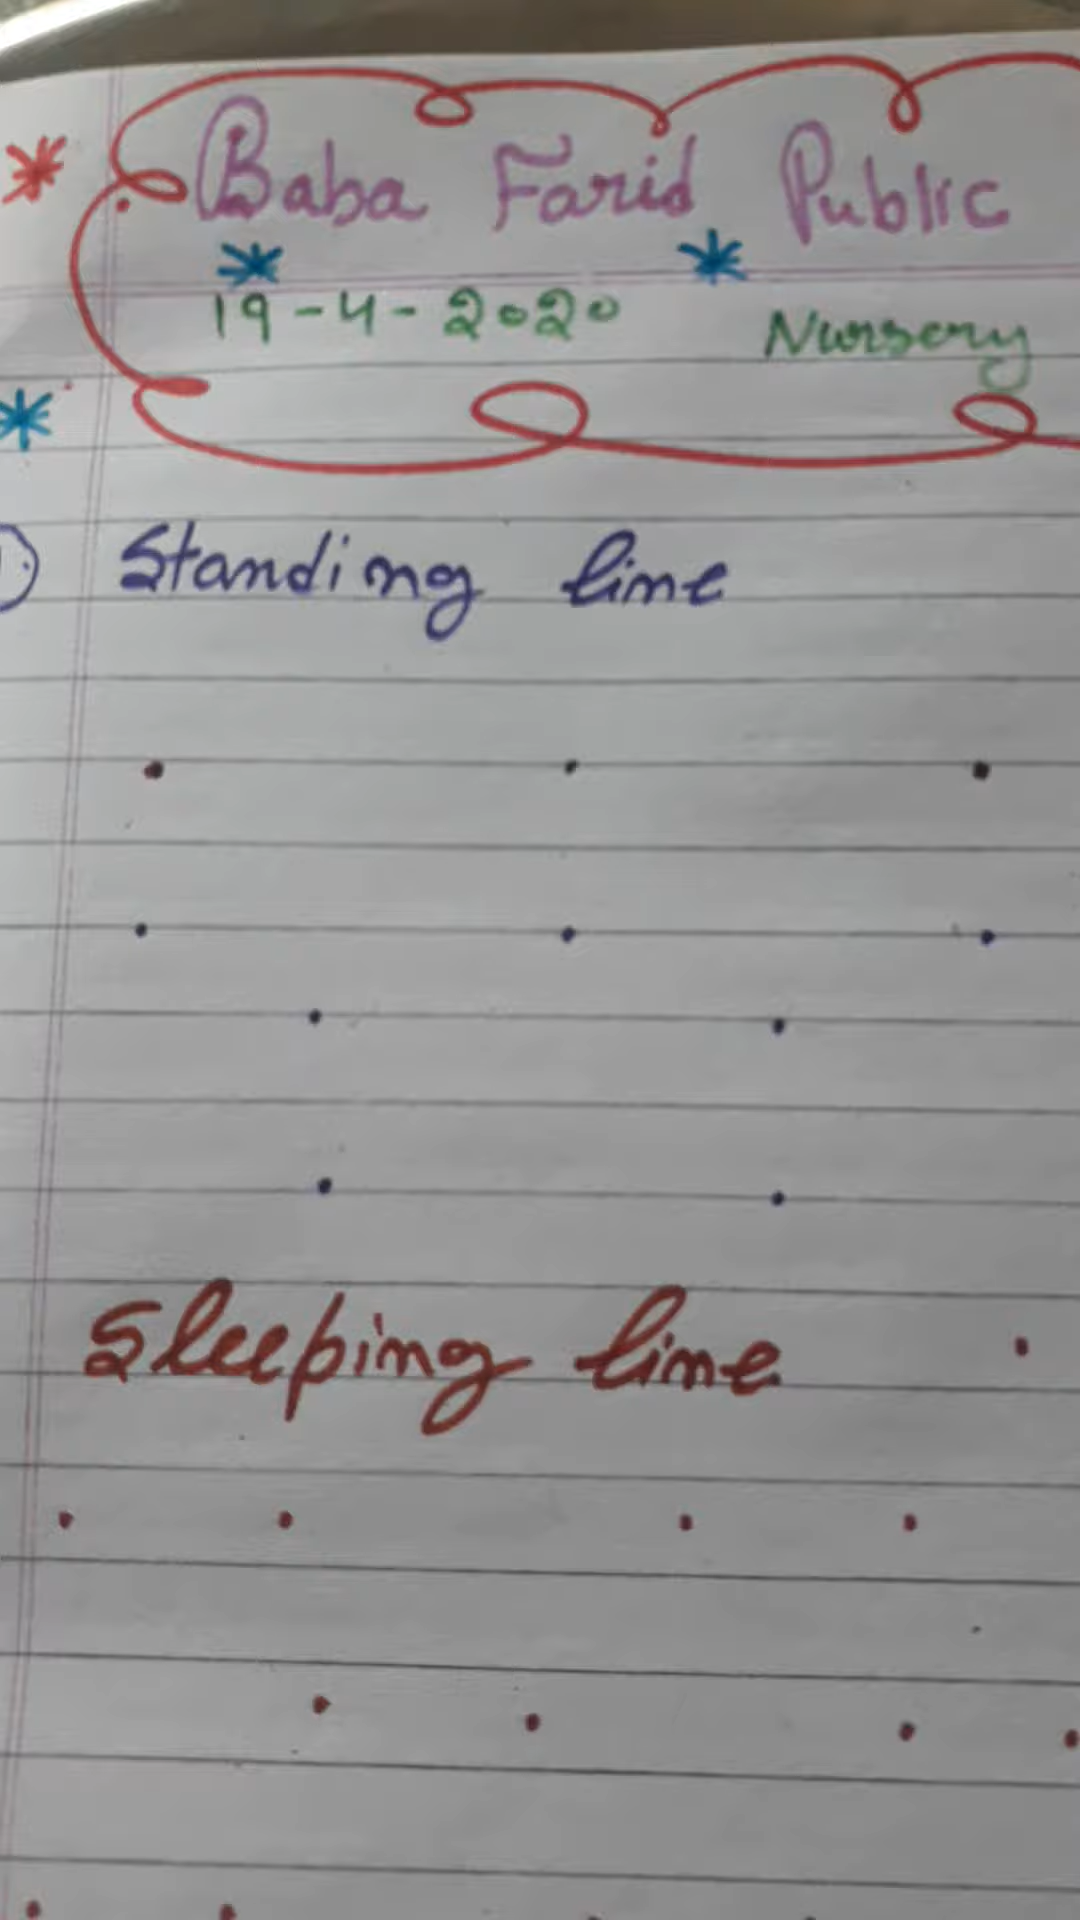 Baba Farid Public
19-4-2020 Nursery
Standing line
Sleeping line